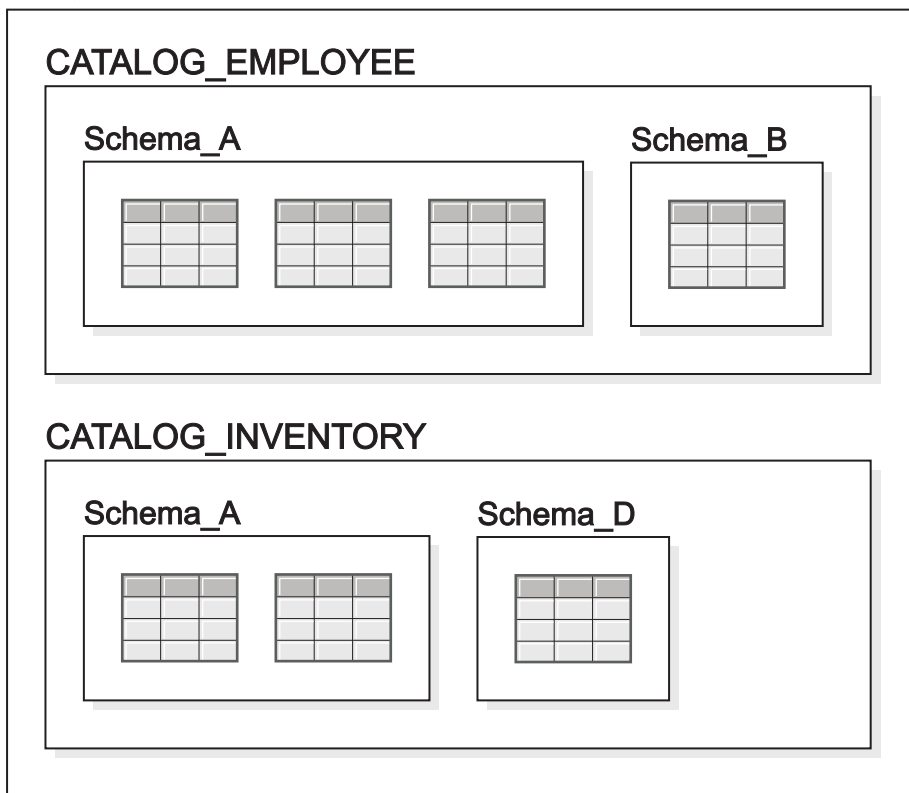 CATALOG_EMPLOYEE
Schema_A
Schema_B
CATALOG_INVENTORY
Schema_A
Schema_D